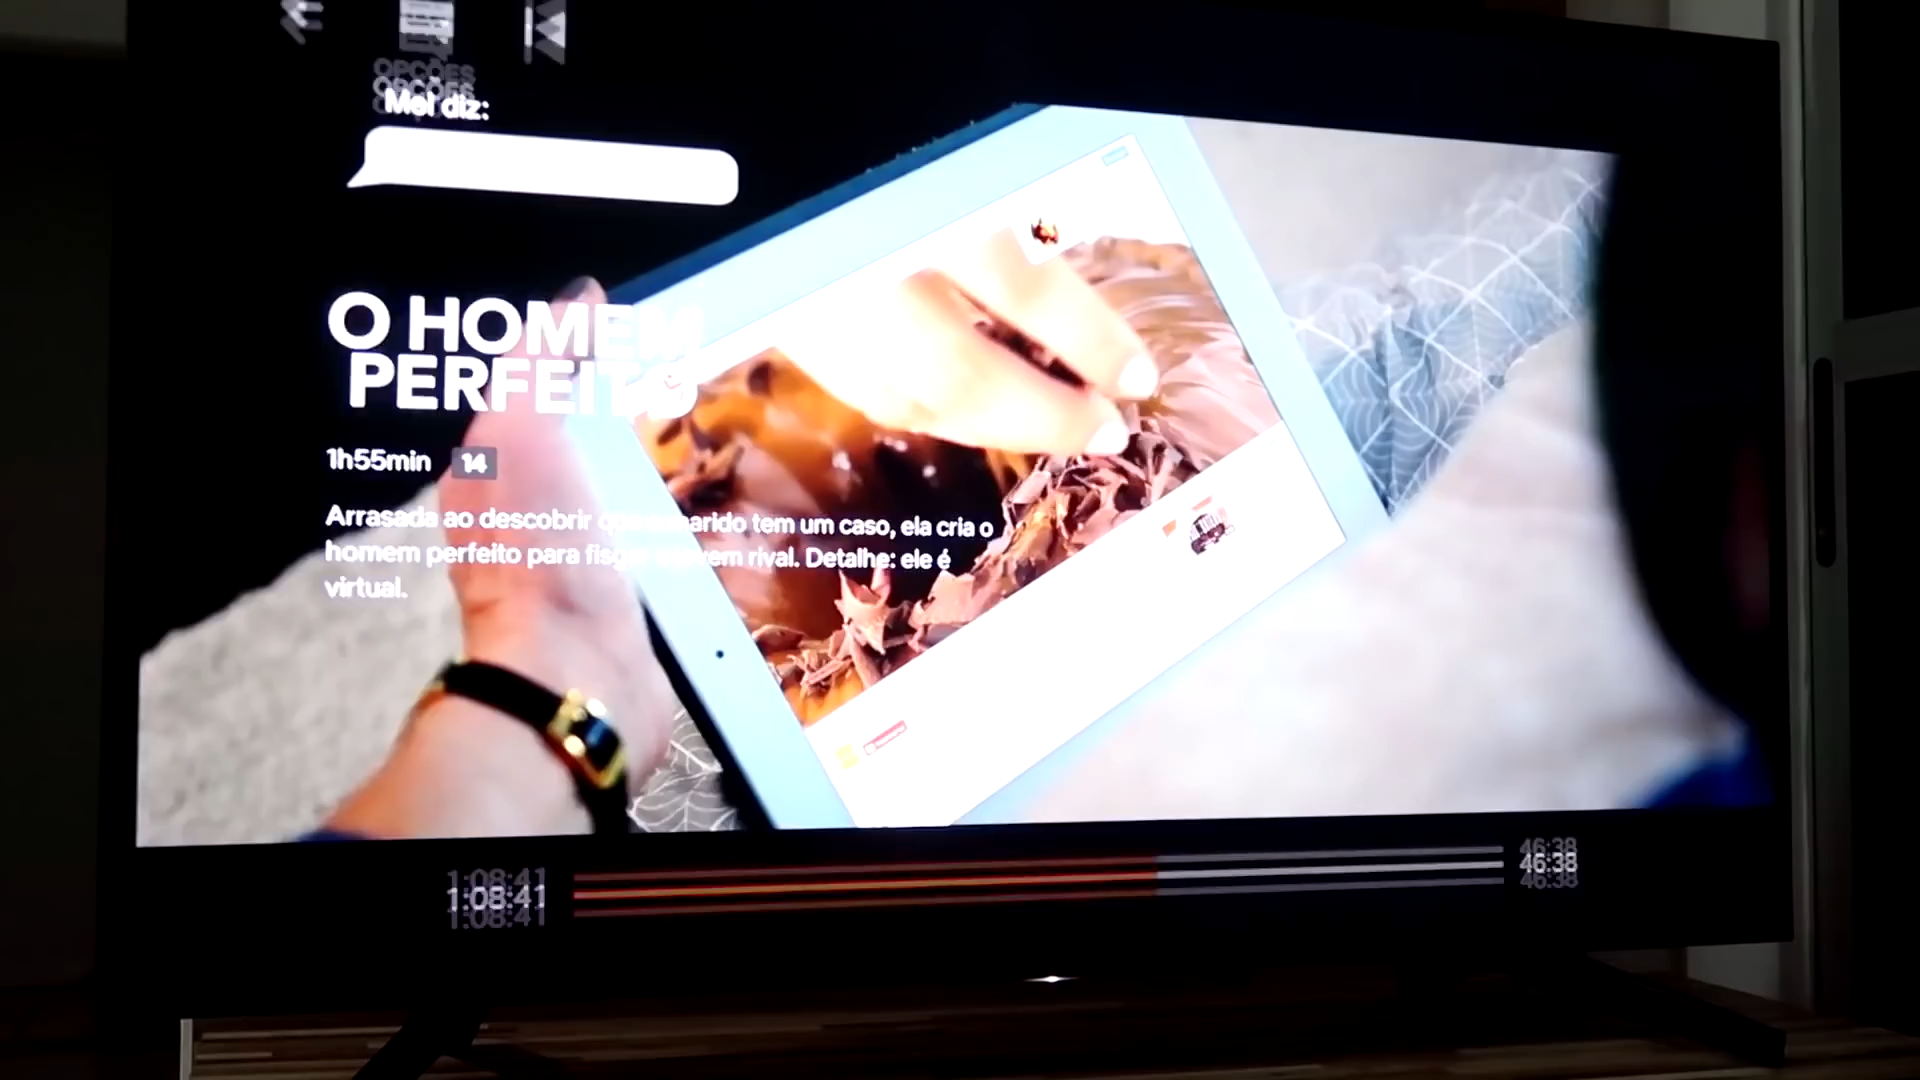 OPÇÕES
Mel diz:
O HOMEM
PERFEITO
1h55min 14
Arrasada ao descobrir que marido tem um caso, ela cria o
homem perfeito para jovem rival. Detalhe: ele é
virtual.
1:08:41 46:38